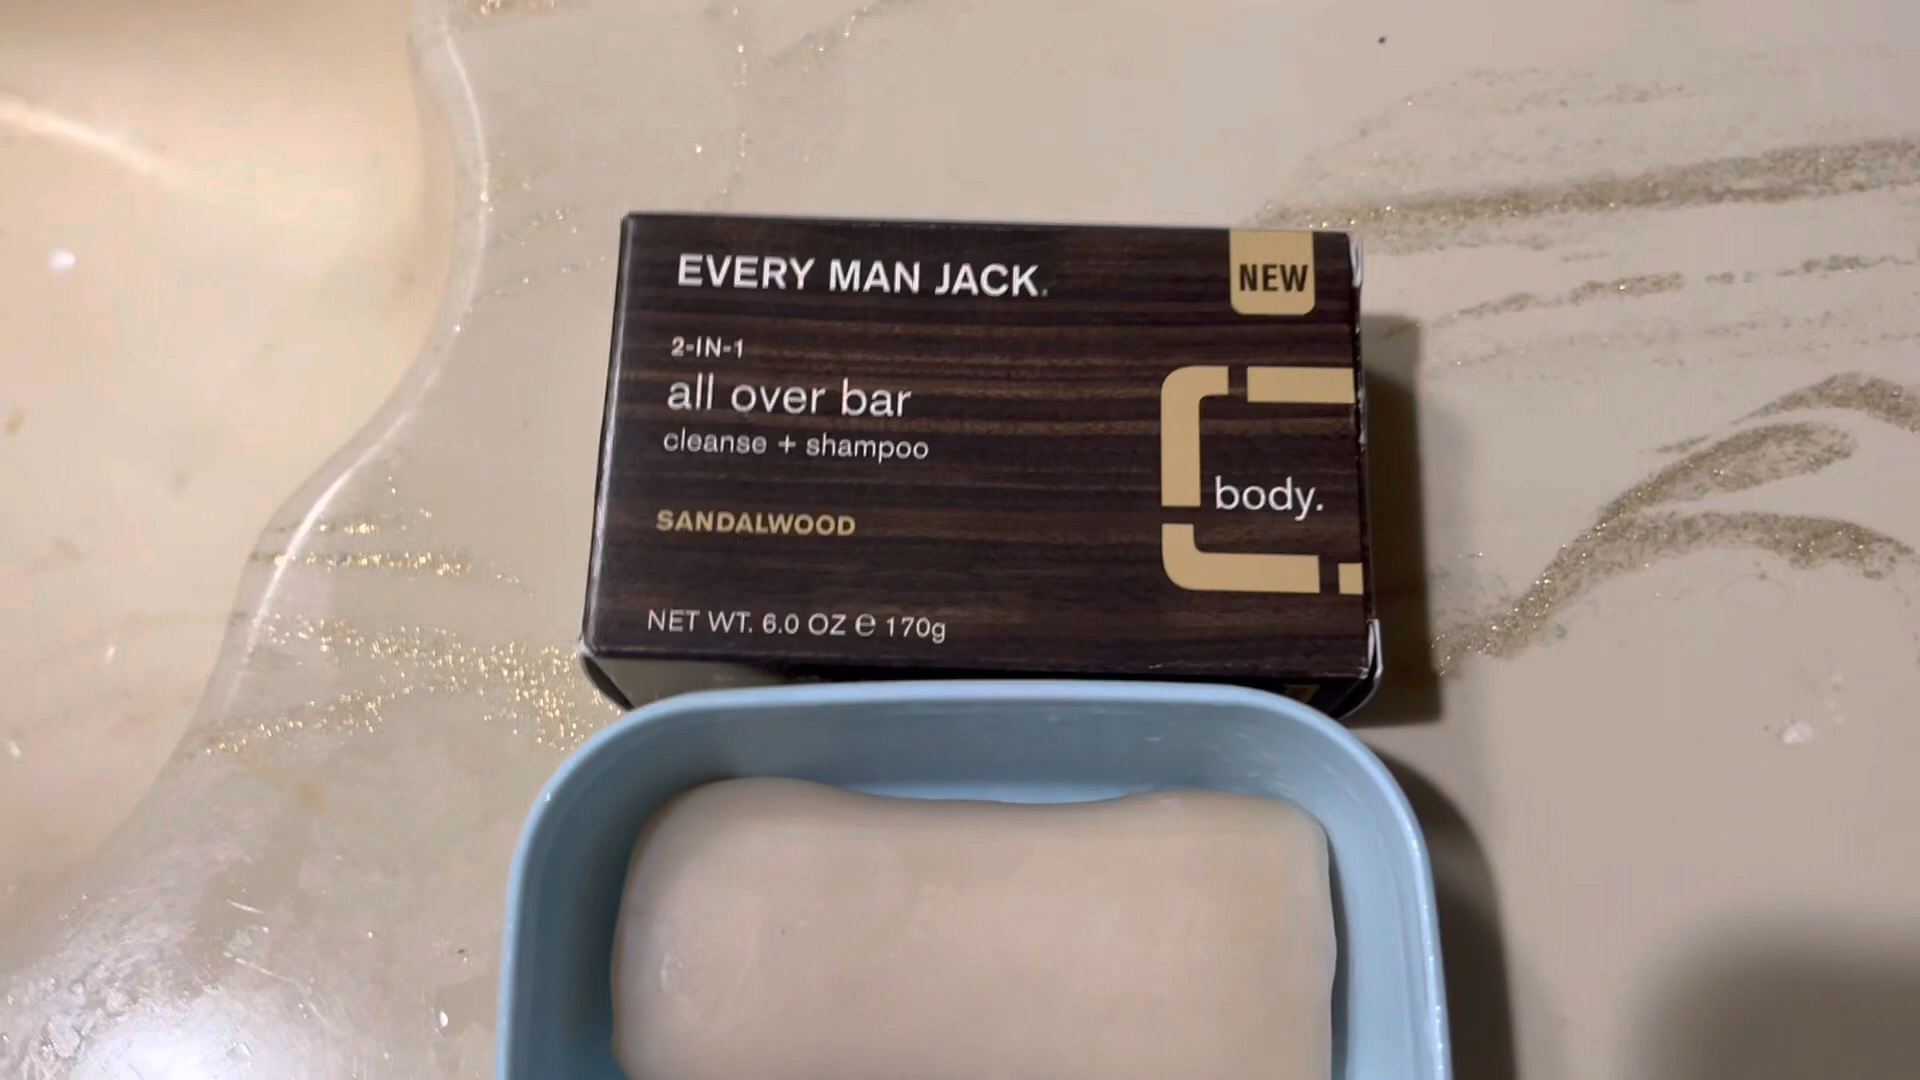 EVERY MAN JACK.
NEW
2-IN-1
all over bar
cleanse + shampoo
body.
SANDALWOOD
NET WT. 6.0 OZ ℮ 170g